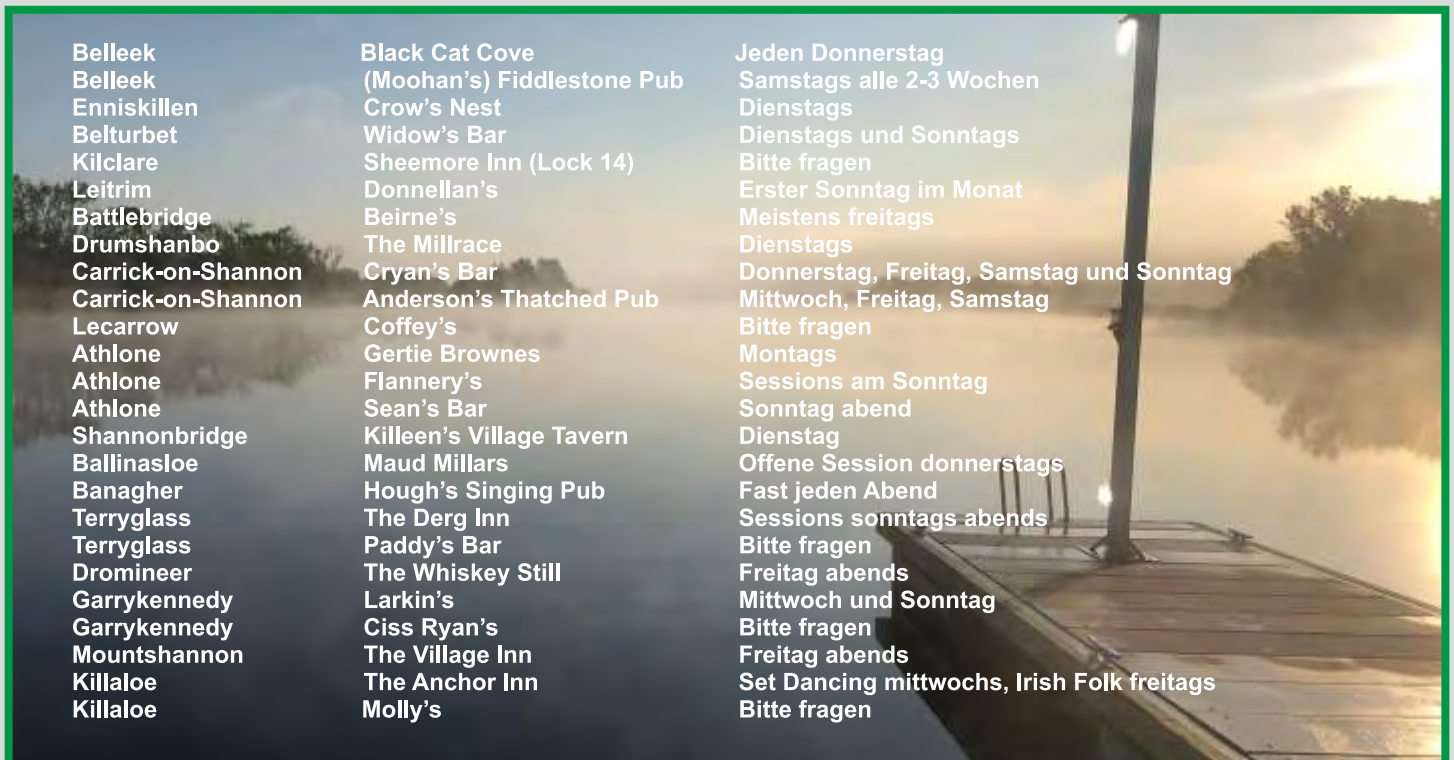 Belleek Black Cat Cove Jeden Donnerstag
Belleek (Moohan's) Fiddlestone Pub Samstags alle 2-3 Wochen
Enniskillen Crow's Nest Dienstags
Belturbet Widow's Bar Dienstags und Sonntags
Kilclare Sheemore Inn (Lock 14) Bitte fragen
Leitrim Donnellan's Erster Sonntag im Monat
Battlebridge Beirne's Meistens freitags
Drumshanbo The Millrace Dienstags
Carrick-on-Shannon Cryan's Bar Donnerstag, Freitag, Samstag und Sonntag
Carrick-on-Shannon Anderson's Thatched Pub Mittwoch, Freitag, Samstag
Lecarrow Coffey's Bitte fragen
Athlone Gertie Brownes Montags
Athlone Flannery's Sessions am Sonntag
Athlone Sean's Bar Sonntag abend
Shannonbridge Killeen's Village Tavern Dienstag
Ballinasloe Maud Millars Offene Session donnerstags
Banagher Hough's Singing Pub Fast jeden Abend
Terryglass The Derg Inn Sessions sonntags abends
Terryglass Paddy's Bar Bitte fragen
Dromineer The Whiskey Still Freitag abends
Garrykennedy Larkin's Mittwoch und Sonntag
Garrykennedy Ciss Ryan's Bitte fragen
Mountshannon The Village Inn Freitag abends
Killaloe The Anchor Inn Set Dancing mittwochs, Irish Folk freitags
Killaloe Molly's Bitte fragen